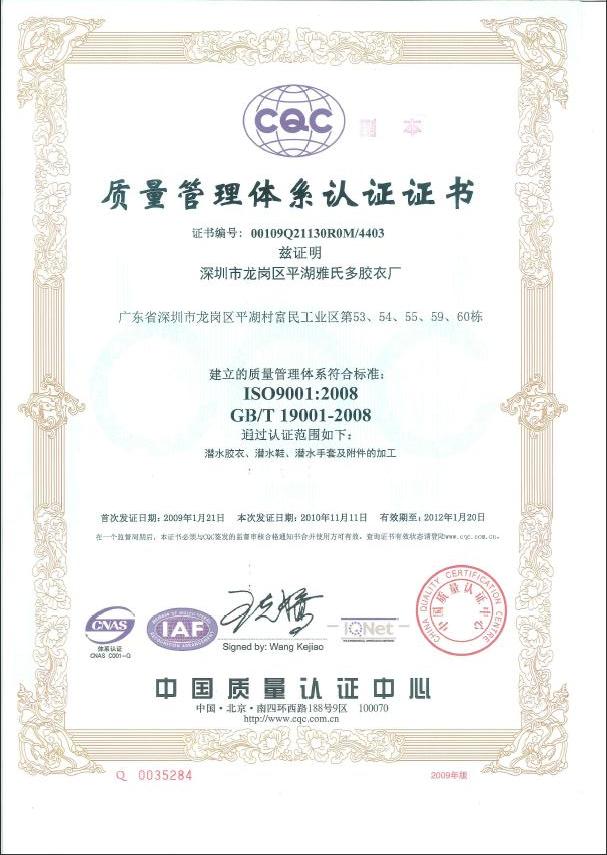 CQC
副 本
质量管理体系认证证书
证书编号: 00109Q21130R0M/4403
兹证明
深圳市龙岗区平湖雅氏多胶衣厂
广东省深圳市龙岗区平湖村富民工业区第53、54、55、59、60栋
建立的质量管理体系符合标准:
ISO9001:2008
GB/T 19001-2008
通过认证范围如下:
潜水胶衣、潜水鞋、潜水手套及附件的加工
首次发证日期: 2009年1月21日 本次发证日期: 2010年11月11日 有效期至: 2012年1月20日
在一个监督周期后，本证书必须与CQC签发的监督审核合格通知书合并使用方可有效。查询证书有效状态请登陆www.cqc.com.cn。
CNAS
体系认证
CNAS C001-Q
IAF
Signed by: Wang Kejiao
IQNet
CHINA QUALITY CERTIFICATION CENTRE
中国质量认证中心
中国质量认证中心
中国·北京·南四环西路188号9区 100070
http://www.cqc.com.cn
Q 0035284
2009年版